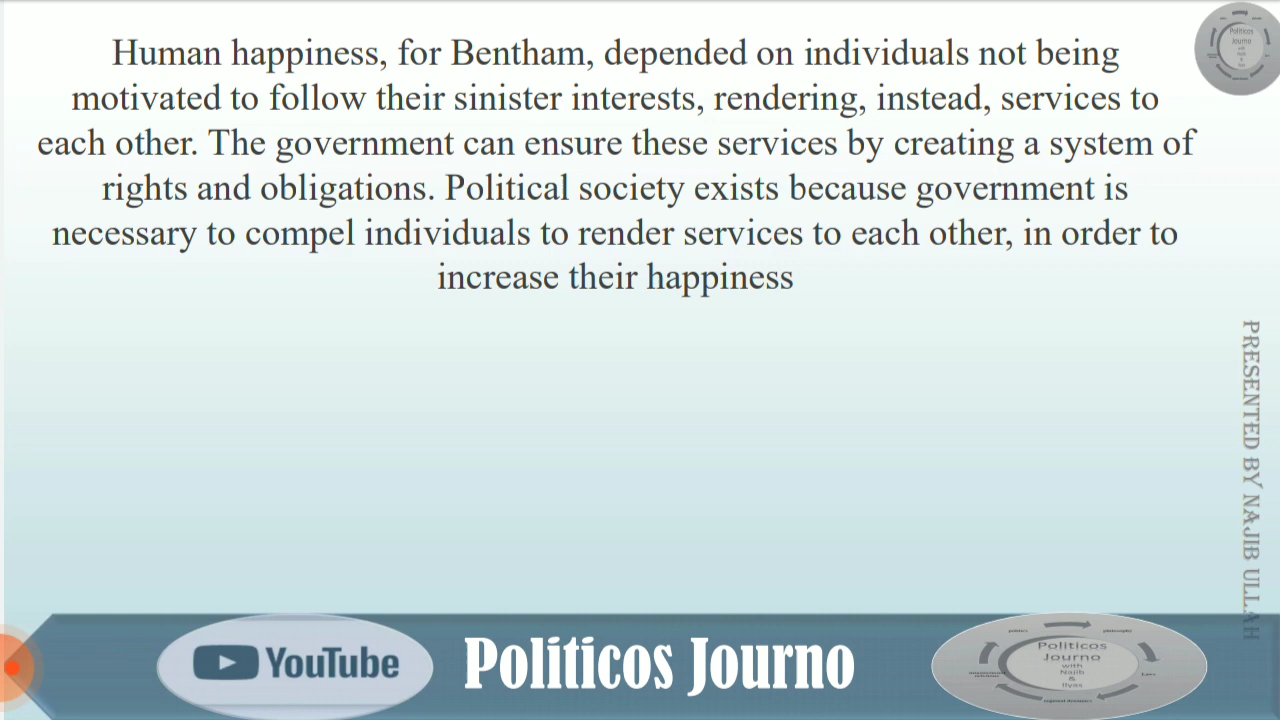 Human happiness, for Bentham, depended on individuals not being
motivated to follow their sinister interests, rendering, instead, services to
each other. The government can ensure these services by creating a system of
rights and obligations. Political society exists because government is
necessary to compel individuals to render services to each other, in order to
increase their happiness
PRESENTED BY NAJIB ULLAH
YouTube
Politicos Journo
Politicos
Journo
with
Najib
&
Ilyas